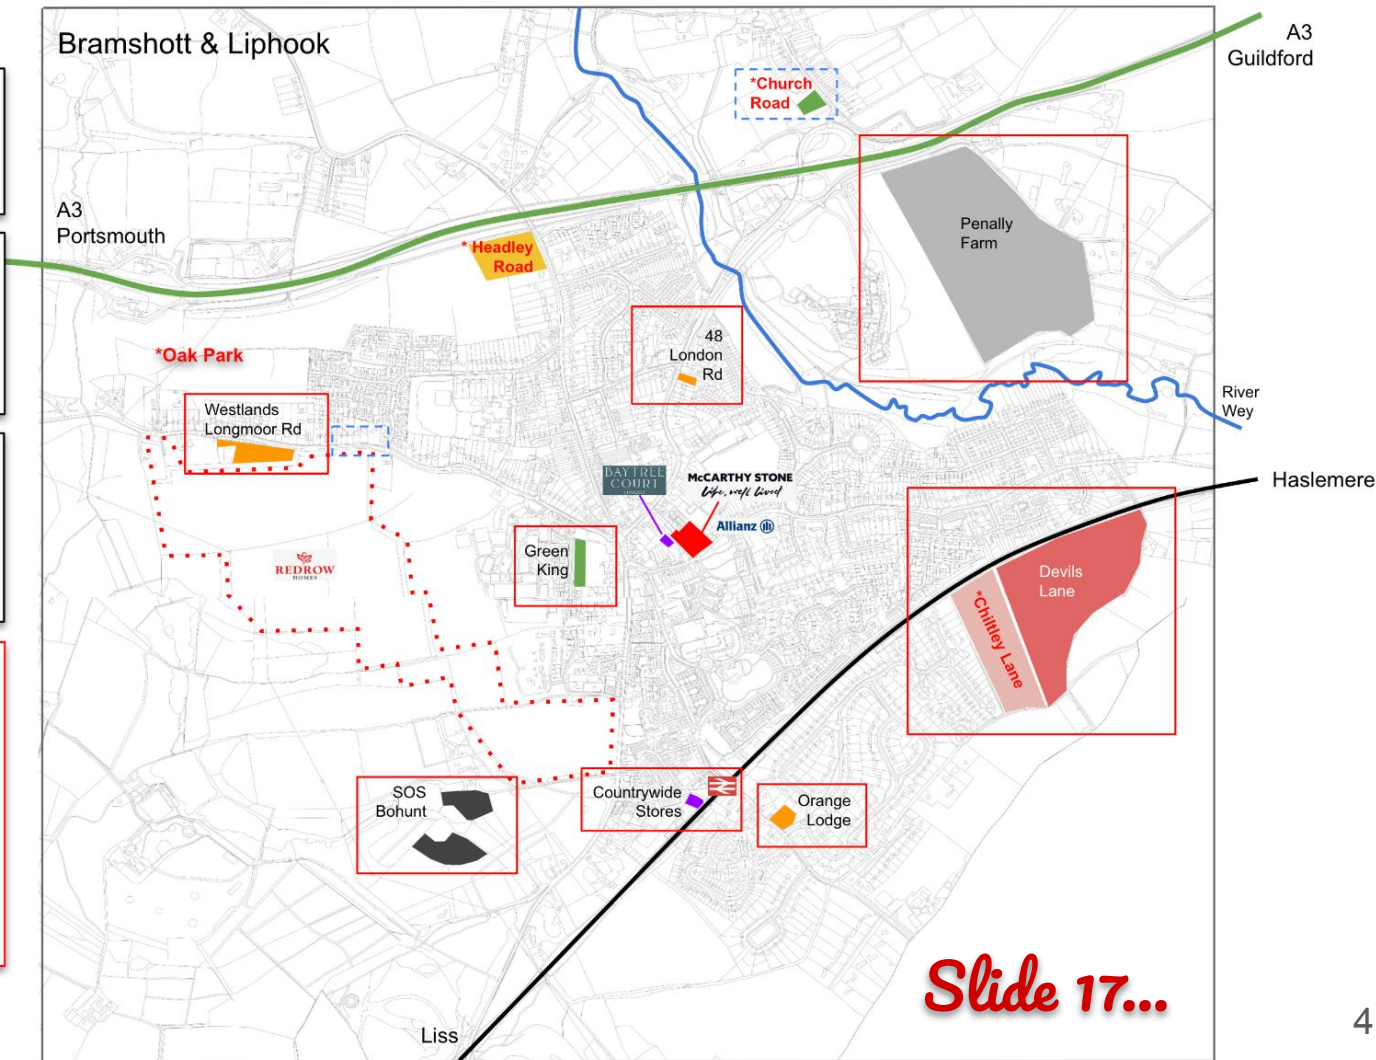 Bramshott & Liphook
A3
Guildford
*Church
Road
A3
Portsmouth
Penally
Farm
* Headley
Road
48
London
Rd
*Oak Park
River
Wey
Westlands
Longmoor Rd
BAYTREE
COURT
McCARTHY STONE
Life, well lived
Haslemere
Allianz
Green
King
REDROW
HOMES
Devils
Lane
*Chiltley Lane
SOS
Bohunt
Countrywide
Stores
Orange
Lodge
Slide 17...
Liss
4